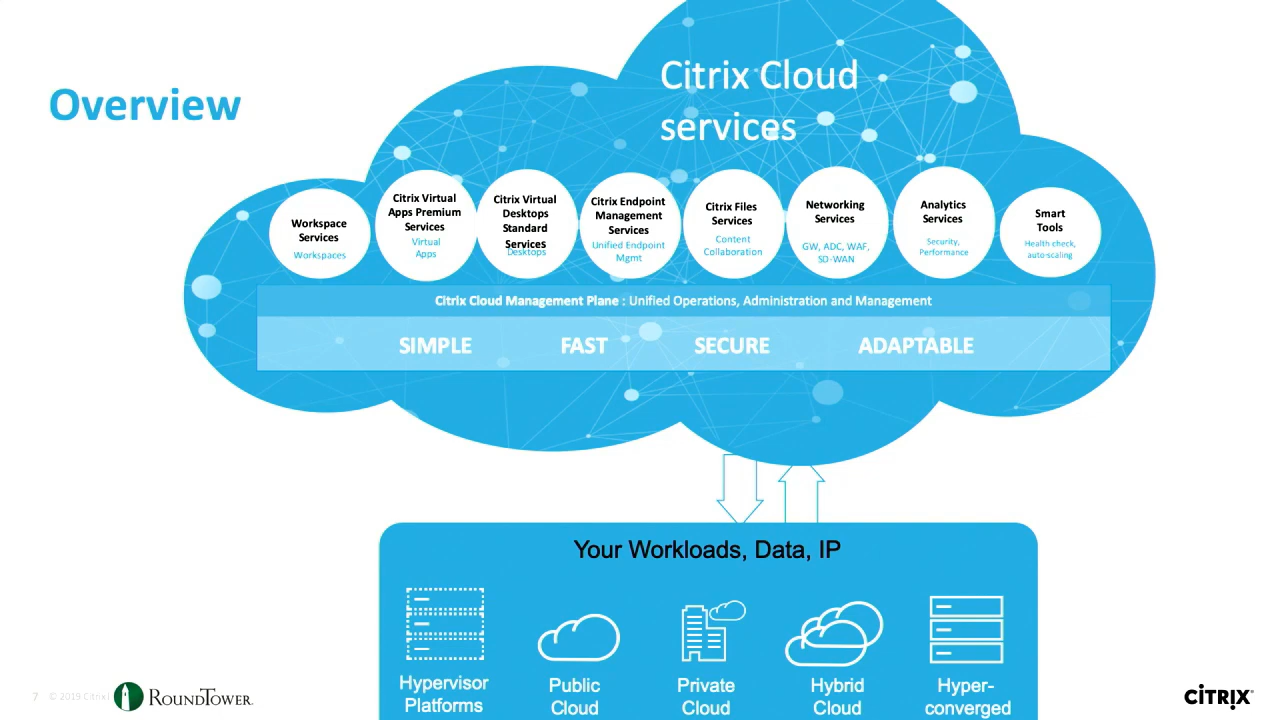 Overview
Citrix Cloud
services
Workspace
Services
Workspaces
Citrix Virtual
Apps Premium
Services
Virtual
Apps
Citrix Virtual
Desktops
Standard
Services
Desktops
Citrix Endpoint
Management
Services
Unified Endpoint
Mgmt
Citrix Files
Services
Content
Collaboration
Networking
Services
GW, ADC, WAF,
SD-WAN
Analytics
Services
Security,
Performance
Smart
Tools
Health check,
auto-scaling
Citrix Cloud Management Plane : Unified Operations, Administration and Management
SIMPLE FAST SECURE ADAPTABLE
Your Workloads, Data, IP
Hypervisor
Platforms
Public
Cloud
Private
Cloud
Hybrid
Cloud
Hyper-
converged
7 © 2019 Citrix
ROUNDTOWER
CITRIX